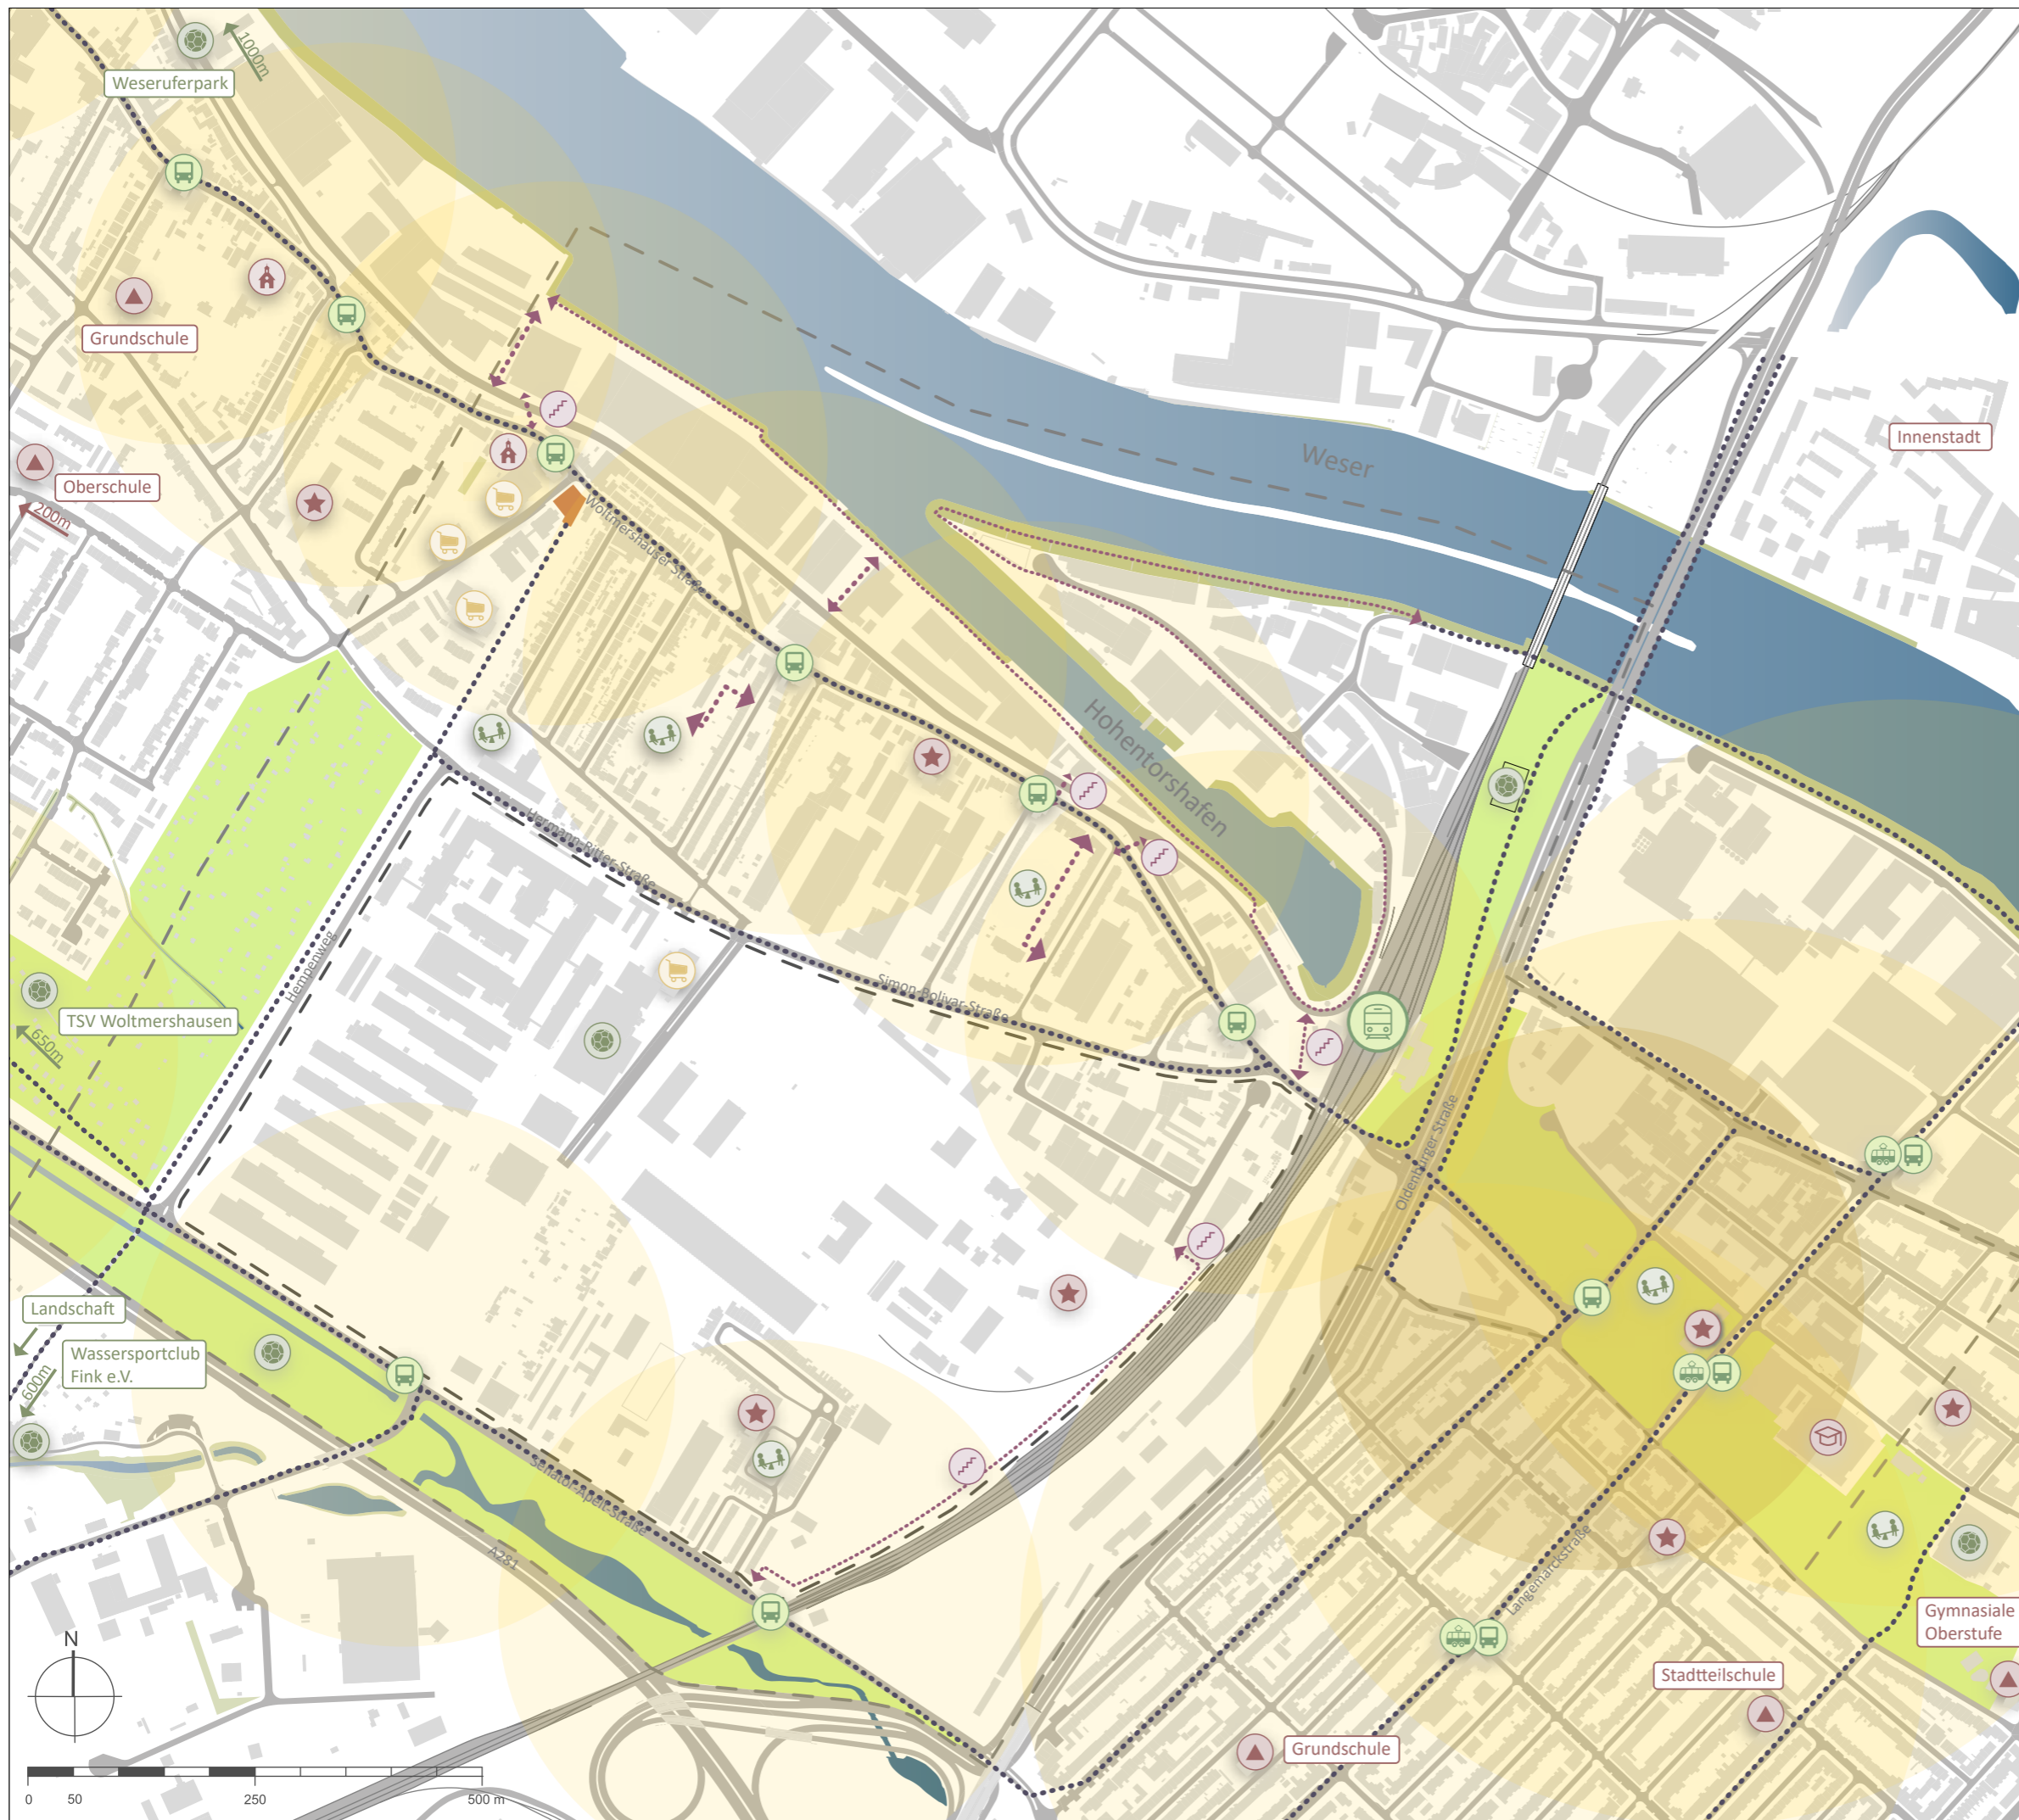 1000m
Weseruferpark
Grundschule
Weser
Innenstadt
Oberschule
200m
Woltmershauser Straße
Hohentorshafen
Hermann-Ritter-Straße
Hempenweg
Simon-Bolivar-Straße
TSV Woltmershausen
650m
Oldenburger Straße
Landschaft
Wassersportclub
Fink e.V.
600m
Senator-Apelt-Straße
A281
Langemarckstraße
Gymnasiale
Oberstufe
Stadtteilschule
Grundschule
N
0 50 250 500 m